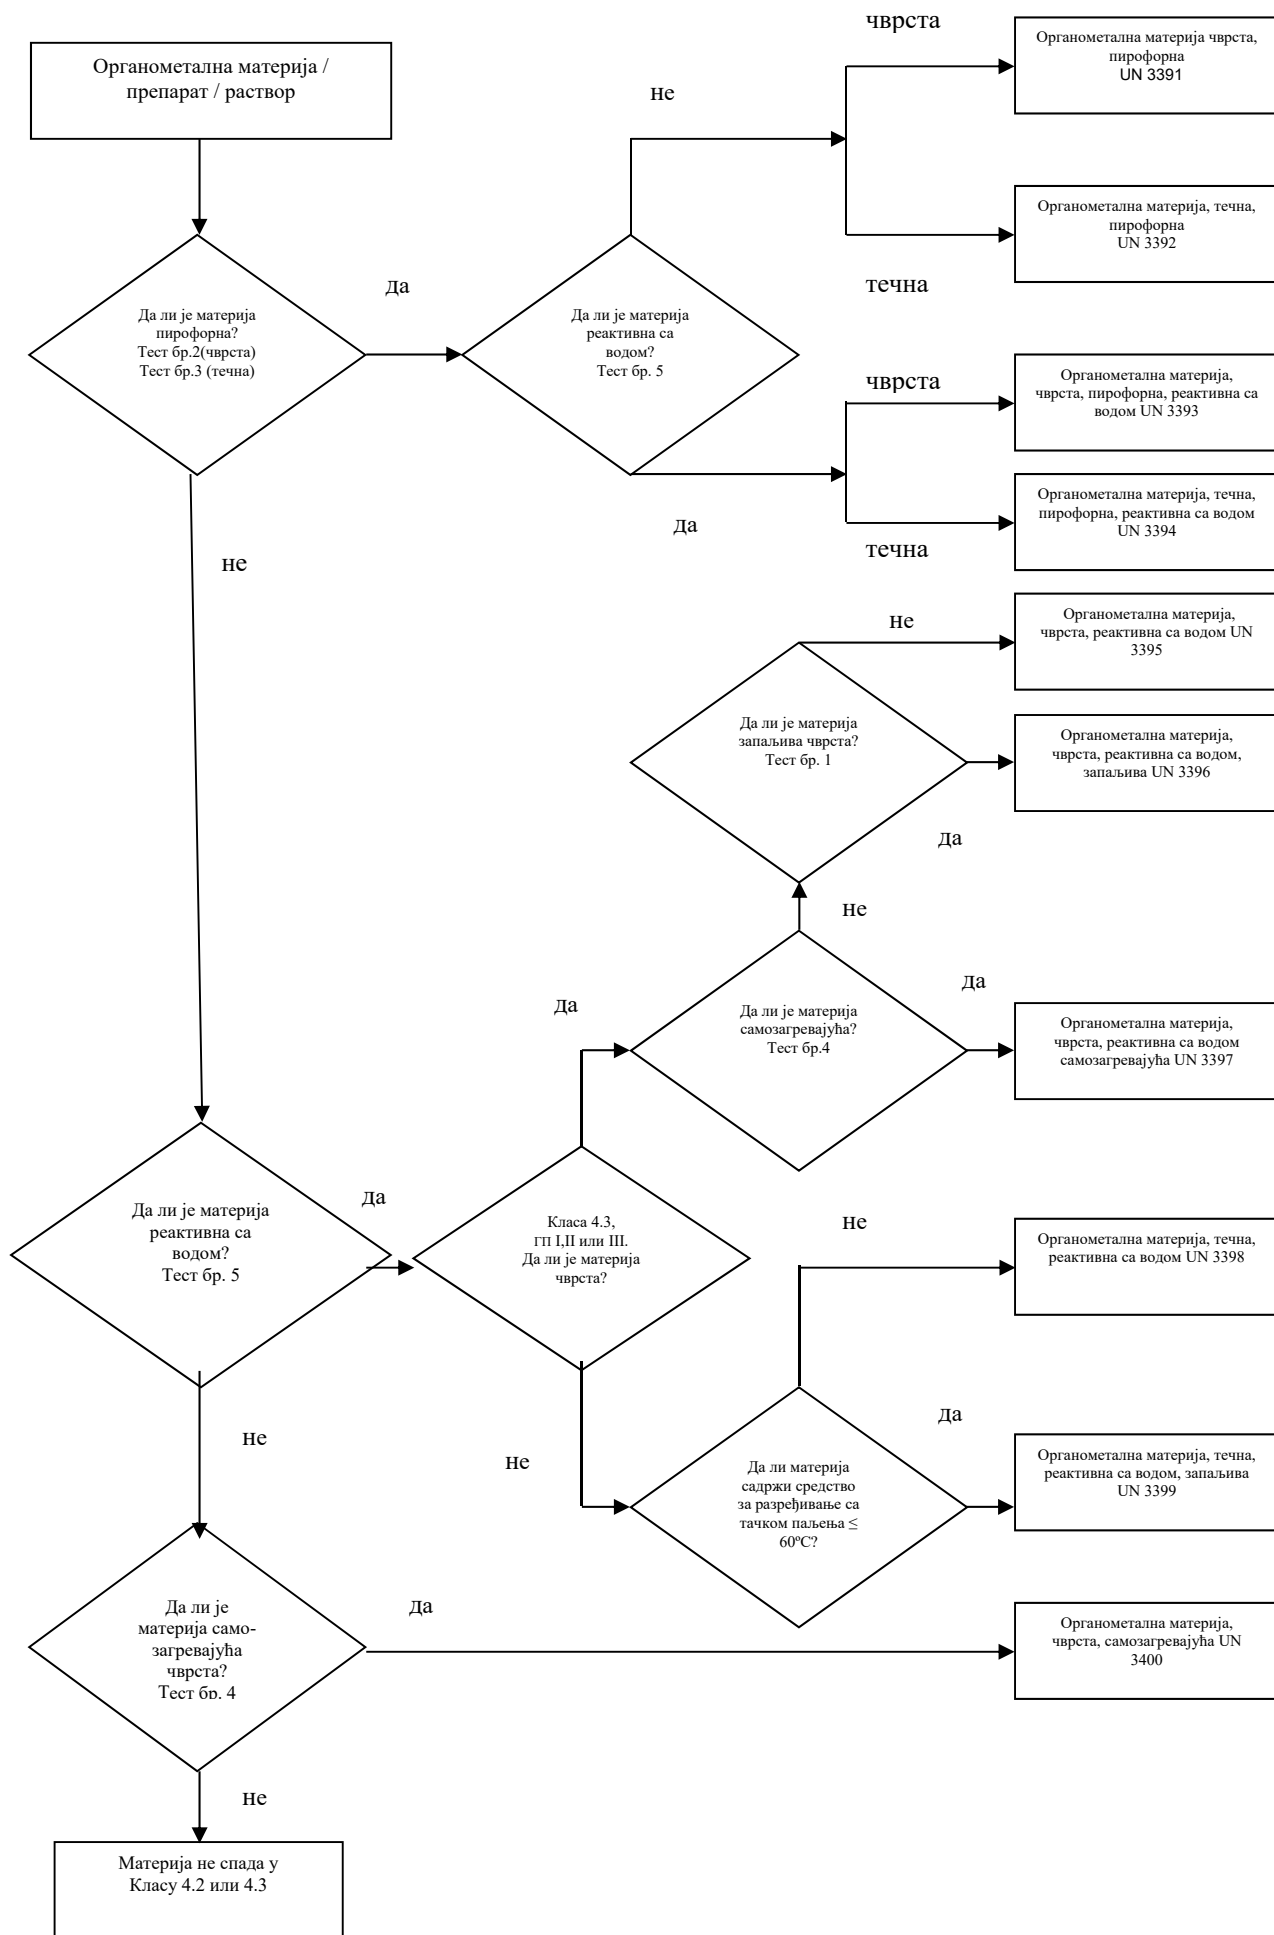 чврста
Органометална материја чврста,
пирофорна
UN 3391
Органометална материја /
препарат / раствор
не
Органометална материја, течна,
пирофорна
UN 3392
да
течна
Да ли је материја
пирофорна?
Тест бр.2(чврста)
Тест бр.3 (течна)
Да ли је материја
реактивна са
водом?
Тест бр. 5
чврста
Органометална материја,
чврста, пирофорна, реактивна са
водом UN 3393
да
Органометална материја, течна,
пирофорна, реактивна са водом
UN 3394
течна
не
не
Органометална материја,
чврста, реактивна са водом UN
3395
Да ли је материја
запаљива чврста?
Тест бр. 1
Органометална материја,
чврста, реактивна са водом,
запаљива UN 3396
да
не
да
да
Да ли је материја
самозагревајућа?
Тест бр.4
Органометална материја,
чврста, реактивна са водом
самозагревајућа UN 3397
Да ли је материја
реактивна са
водом?
Тест бр. 5
да
Класа 4.3,
ГП I,II или III.
Да ли је материја
чврста?
не
Органометална материја, течна,
реактивна са водом UN 3398
не
не
да
Да ли материја
садржи средство
за разређивање са
тачком паљења ≤
60ºC?
Органометална материја, течна,
реактивна са водом, запаљива
UN 3399
Да ли је
материја само-
загревајућа
чврста?
Тест бр. 4
да
Органометална материја,
чврста, самозагревајућа UN
3400
не
Материја не спада у
Класу 4.2 или 4.3